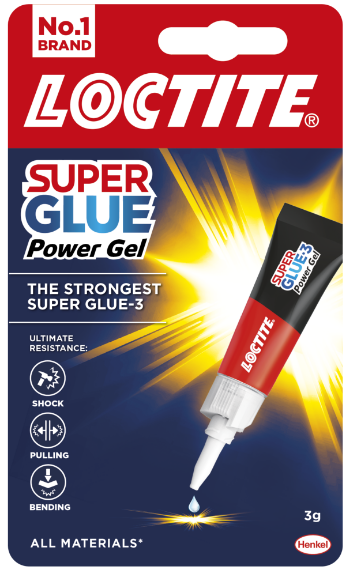 No.1
BRAND
LOCTITE®
SUPER
GLUE
Power Gel
THE STRONGEST
SUPER GLUE-3
SUPER
GLUE-3
Power Gel
LOCTITE
ULTIMATE
RESISTANCE:
SHOCK
PULLING
BENDING
3g
ALL MATERIALS*
Henkel